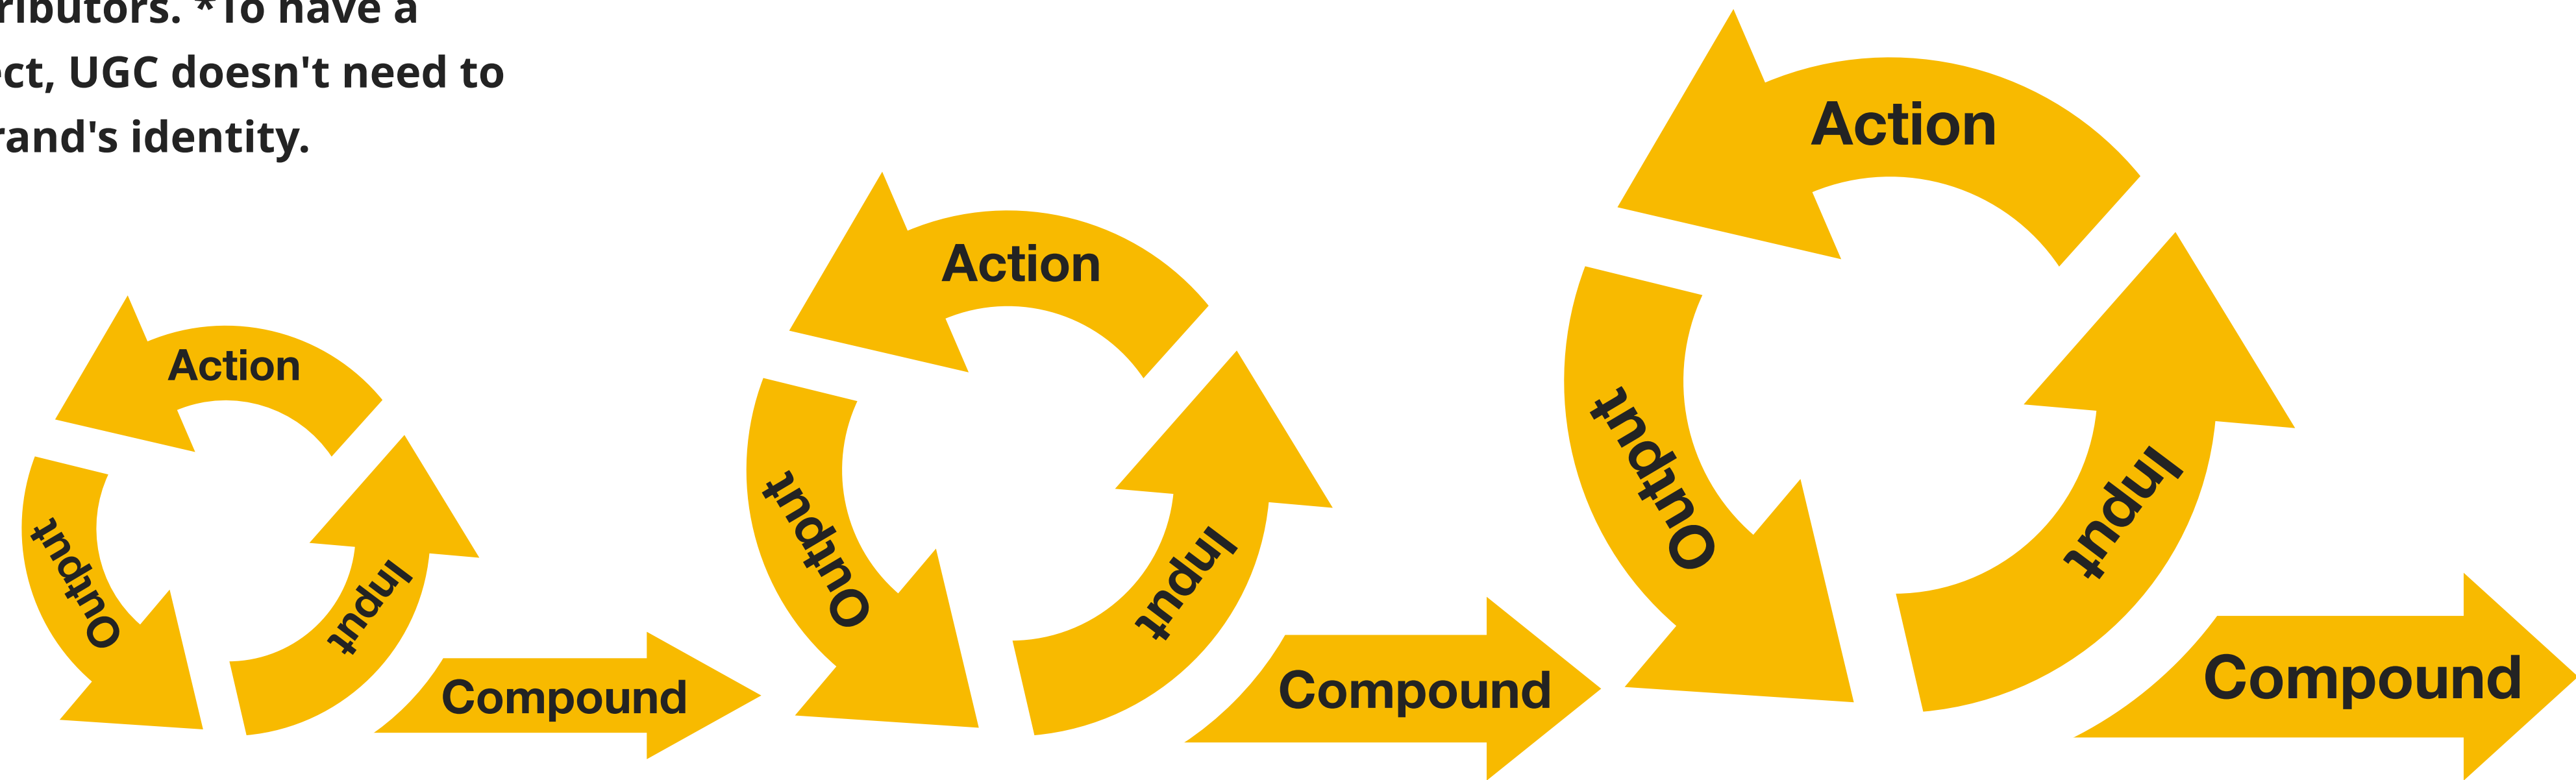 ributors. *To have a
ect, UGC doesn't need to
rand's identity.
Action
Output
Input
Compound
Action
Output
Input
Compound
Action
Output
Input
Compound